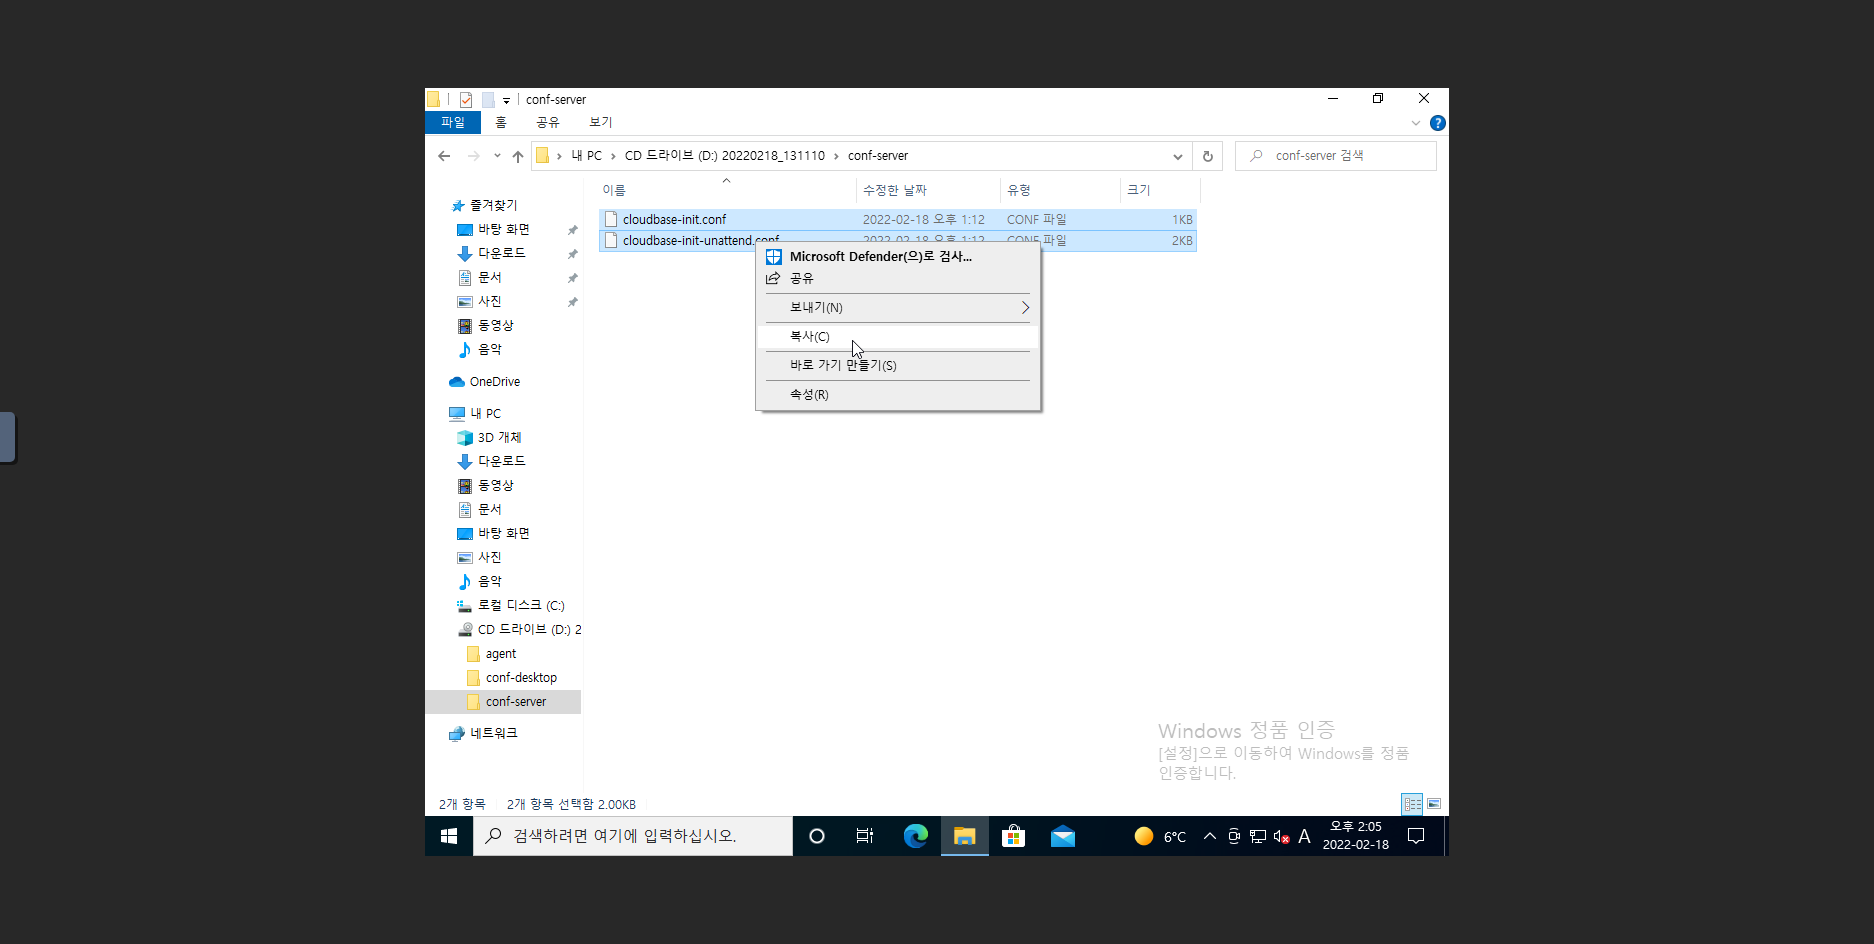 conf-server
파일 홈 공유 보기
내 PC > CD 드라이브 (D:) 20220218_131110 > conf-server
conf-server 검색
이름 수정한 날짜 유형 크기
cloudbase-init.conf 2022-02-18 오후 1:12 CONF 파일 1KB
cloudbase-init-unattend.conf 2022-02-18 오후 1:12 CONF 파일 2KB
Microsoft Defender(으)로 검사...
공유
보내기(N)
복사(C)
바로 가기 만들기(S)
속성(R)
즐겨찾기
바탕 화면
다운로드
문서
사진
동영상
음악
OneDrive
내 PC
3D 개체
다운로드
동영상
문서
바탕 화면
사진
음악
로컬 디스크 (C:)
CD 드라이브 (D:) 2
agent
conf-desktop
conf-server
네트워크
Windows 정품 인증
[설정]으로 이동하여 Windows를 정품
인증합니다.
2개 항목 2개 항목 선택함 2.00KB
검색하려면 여기에 입력하십시오.
6°C
A
오후 2:05
2022-02-18